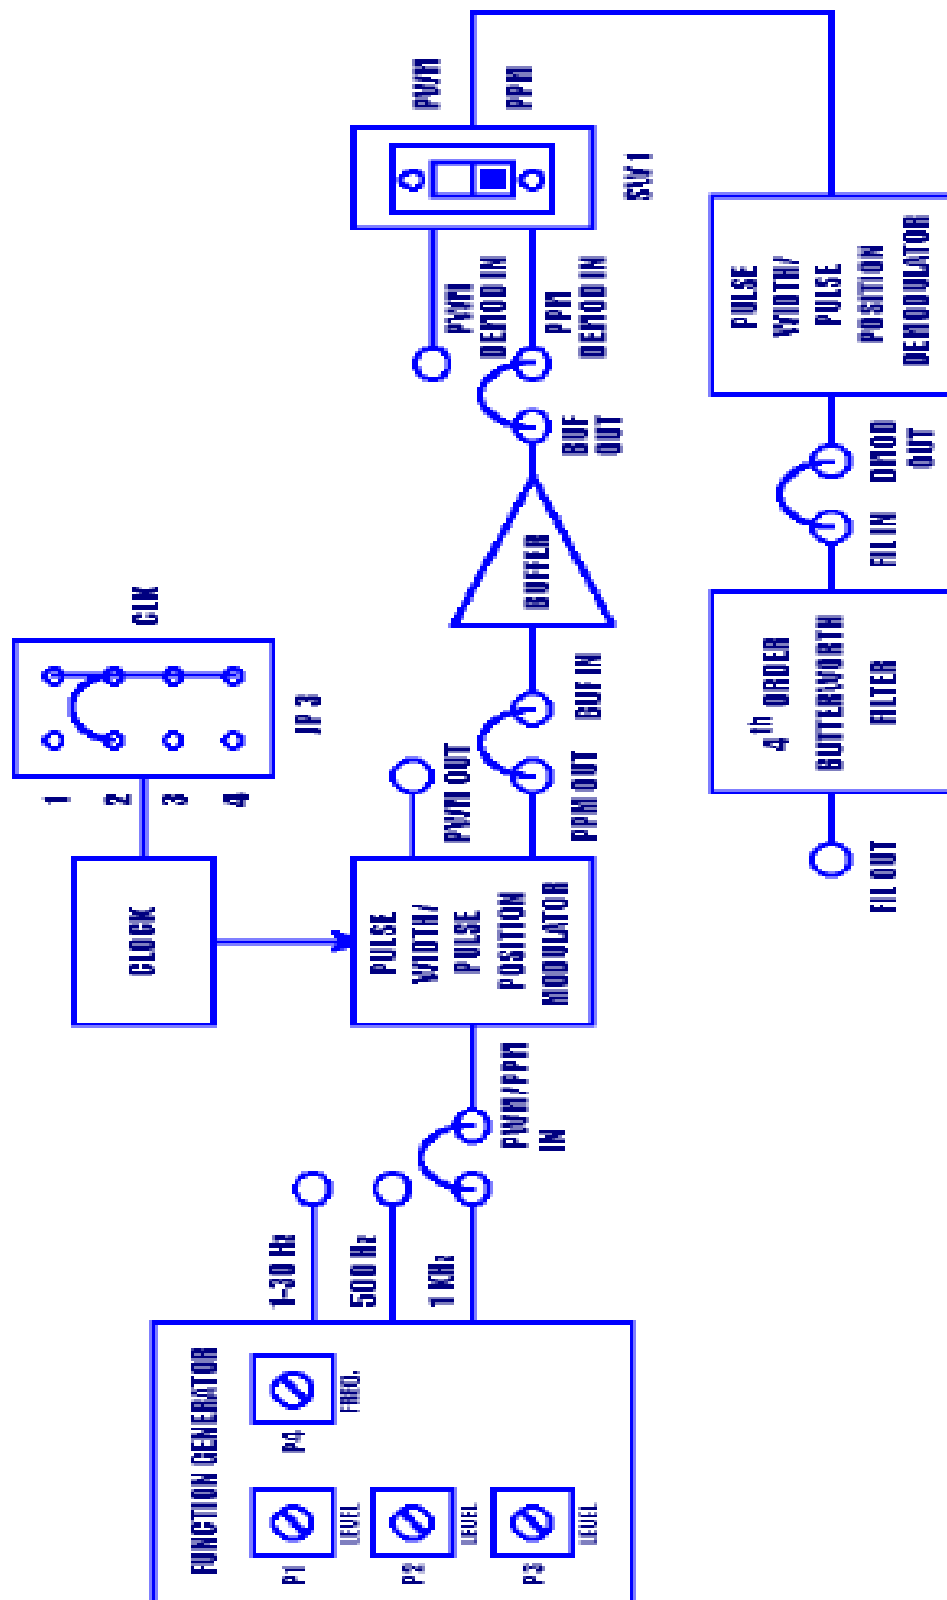 FUNCTION GENERATOR
P1
LEVEL
P2
LEVEL
P3
LEVEL
P4
FREQ.
1-30 Hz
500 Hz
1 KHz
PWM/PPM
IN
CLOCK
1
2
3
4
CLK
JP 3
PULSE
WIDTH/
PULSE
POSITION
MODULATOR
PWM OUT
PPM OUT
BUF IN
BUFFER
BUF
OUT
PWM
DEMOD IN
PPM
DEMOD IN
PWM
PPM
SW1
PULSE
WIDTH/
PULSE
POSITION
DEMODULATOR
DMOD
OUT
FIL IN
4th ORDER
BUTTERWORTH
FILTER
FIL OUT